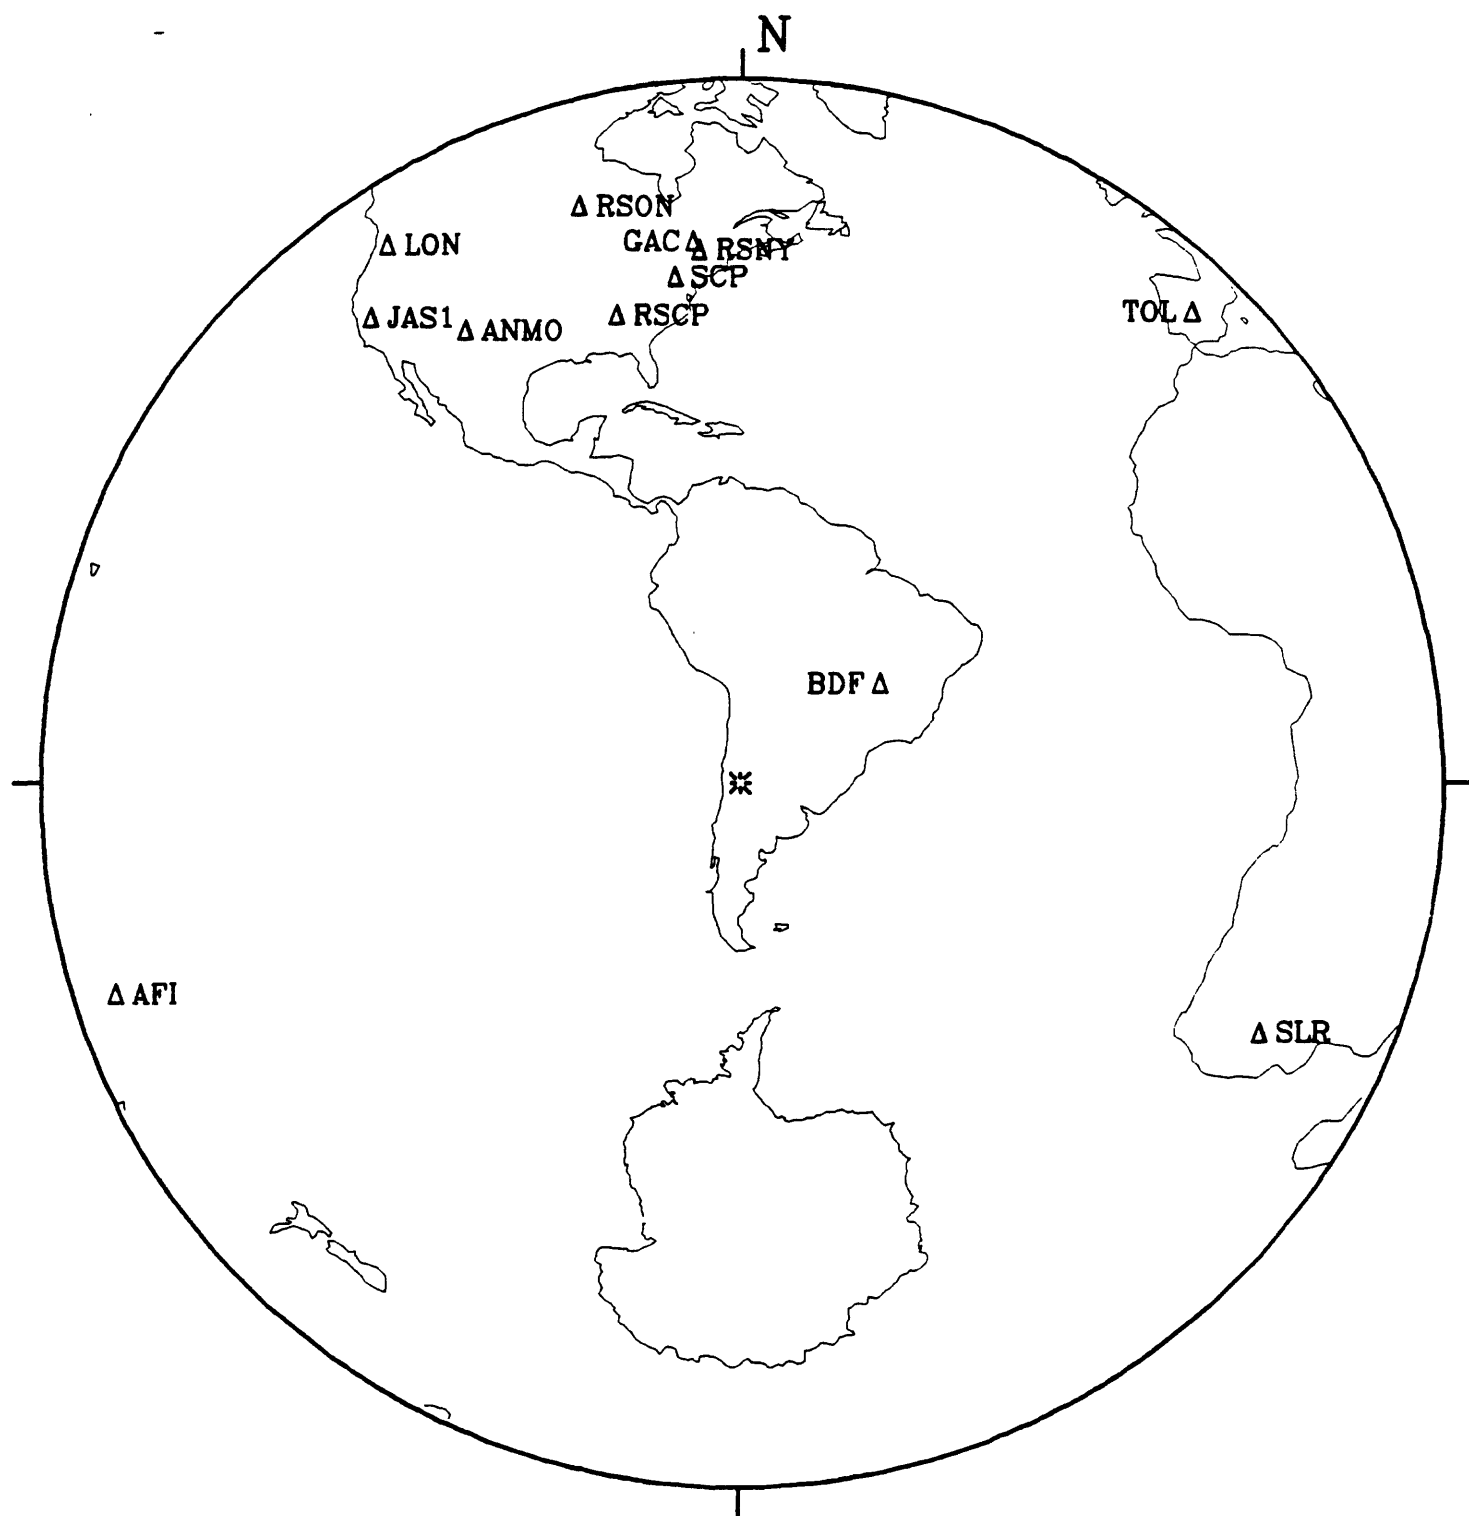 N
RSON
GAC
RSNY
LON
SCP
JAS1
ANMO
RSCP
TOL
BDF
AFI
SLR